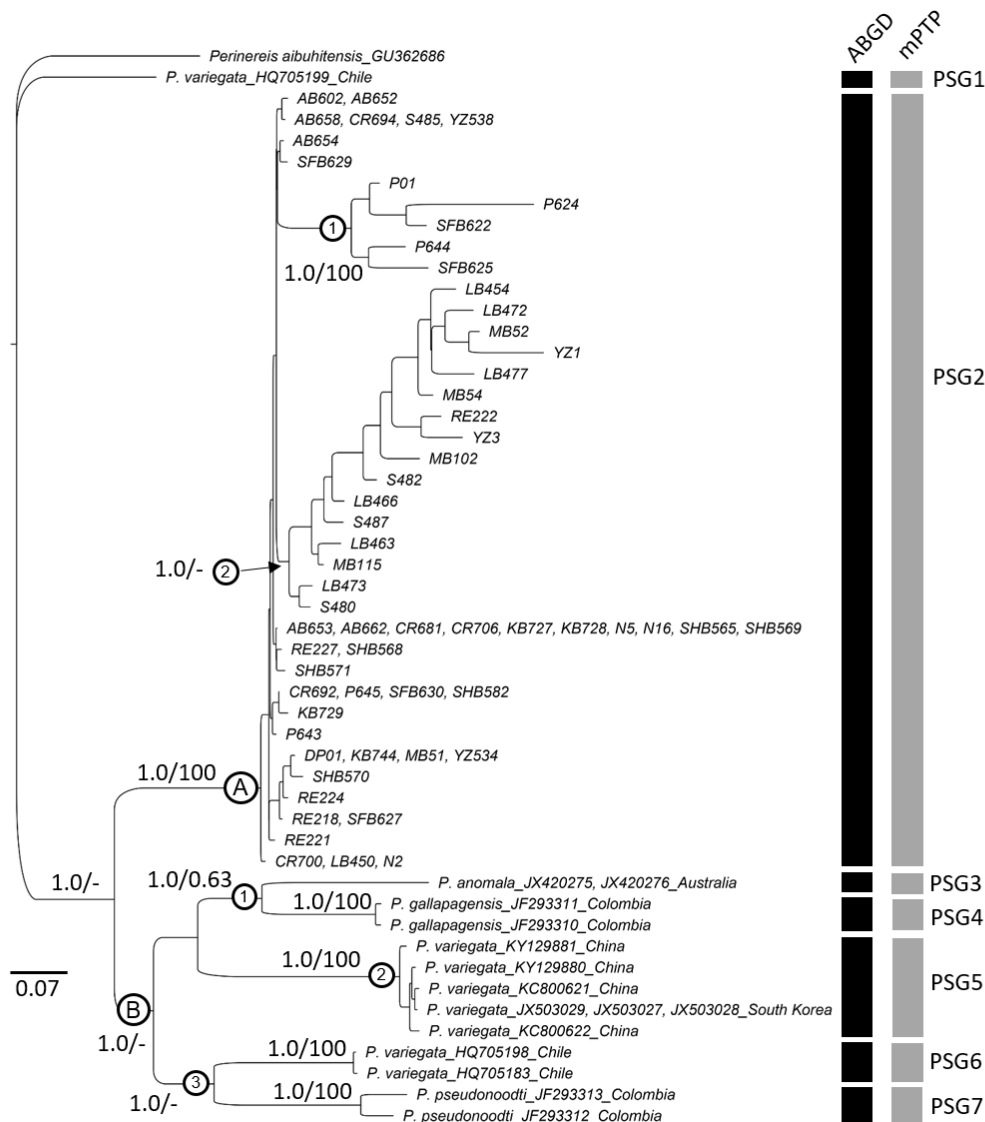 ABGD
mPTP
Perinereis aibuhitensis_GU362686
P. variegata_HQ705199_Chile
PSG1
AB602, AB652
AB658, CR694, S485, YZ538
AB654
SFB629
P01
P624
SFB622
P644
1.0/100
1
SFB625
LB454
LB472
MB52
YZ1
LB477
PSG2
MB54
RE222
YZ3
MB102
S482
LB466
S487
LB463
1.0/-
2
MB115
LB473
S480
AB653, AB662, CR681, CR706, KB727, KB728, N5, N16, SHB565, SHB569
RE227, SHB568
SHB571
CR692, P645, SFB630, SHB582
KB729
P643
DP01, KB744, MB51, YZ534
1.0/100
A
SHB570
RE224
RE218, SFB627
RE221
CR700, LB450, N2
1.0/-
1.0/0.63
1
P. anomala_JX420275, JX420276_Australia
PSG3
1.0/100
P. gallapagensis_JF293311_Colombia
PSG4
P. gallapagensis_JF293310_Colombia
P. variegata_KY129881_China
1.0/100
2
P. variegata_KY129880_China
PSG5
0.07
P. variegata_KC800621_China
B
P. variegata_JX503029, JX503027, JX503028_South Korea
1.0/-
P. variegata_KC800622_China
1.0/100
P. variegata_HQ705198_Chile
PSG6
P. variegata_HQ705183_Chile
1.0/-
3
1.0/100
P. pseudonoodti_JF293313_Colombia
PSG7
P. pseudonoodti_JF293312_Colombia